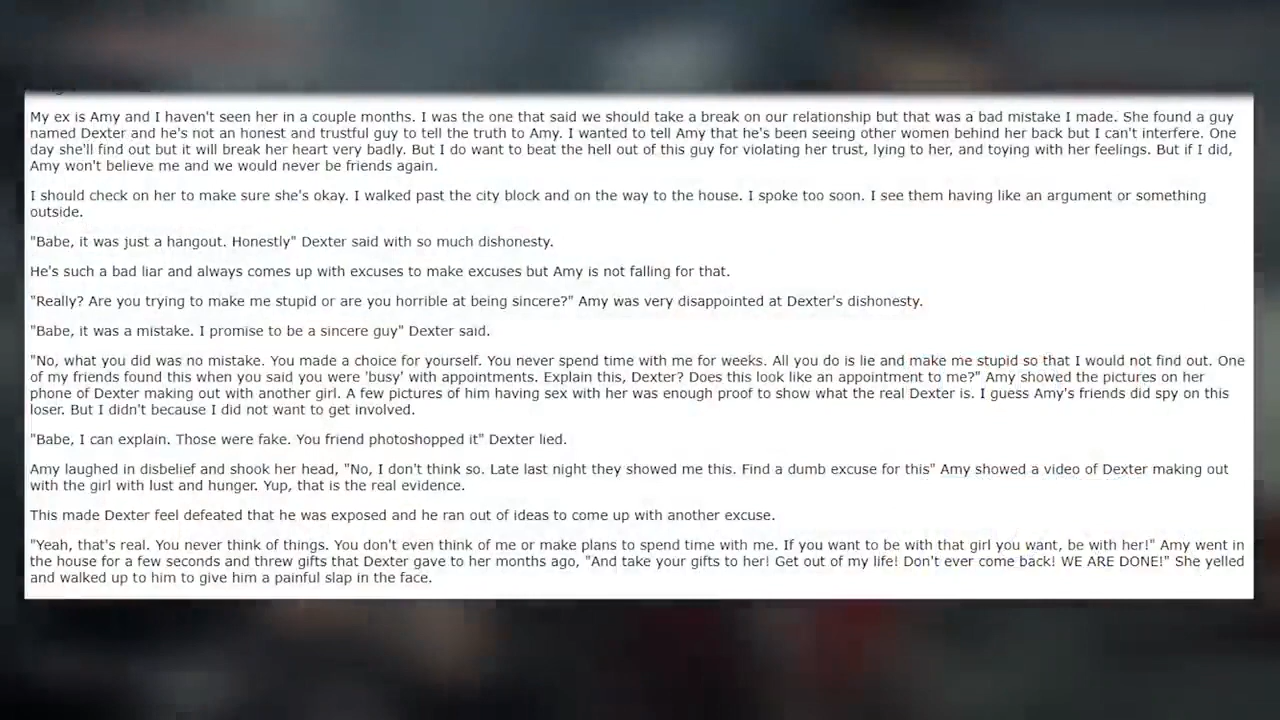 My ex is Amy and I haven't seen her in a couple months. I was the one that said we should take a break on our relationship but that was a bad mistake I made. She found a guy
named Dexter and he's not an honest and trustful guy to tell the truth to Amy. I wanted to tell Amy that he's been seeing other women behind her back but I can't interfere. One
day she'll find out but it will break her heart very badly. But I do want to beat the hell out of this guy for violating her trust, lying to her, and toying with her feelings. But if I did,
Amy won't believe me and we would never be friends again.
I should check on her to make sure she's okay. I walked past the city block and on the way to the house. I spoke too soon. I see them having like an argument or something
outside.
"Babe, it was just a hangout. Honestly" Dexter said with so much dishonesty.
He's such a bad liar and always comes up with excuses to make excuses but Amy is not falling for that.
"Really? Are you trying to make me stupid or are you horrible at being sincere?" Amy was very disappointed at Dexter's dishonesty.
"Babe, it was a mistake. I promise to be a sincere guy" Dexter said.
"No, what you did was no mistake. You made a choice for yourself. You never spend time with me for weeks. All you do is lie and make me stupid so that I would not find out. One
of my friends found this when you said you were 'busy' with appointments. Explain this, Dexter? Does this look like an appointment to me?" Amy showed the pictures on her
phone of Dexter making out with another girl. A few pictures of him having sex with her was enough proof to show what the real Dexter is. I guess Amy's friends did spy on this
loser. But I didn't because I did not want to get involved.
"Babe, I can explain. Those were fake. You friend photoshopped it" Dexter lied.
Amy laughed in disbelief and shook her head, "No, I don't think so. Late last night they showed me this. Find a dumb excuse for this" Amy showed a video of Dexter making out
with the girl with lust and hunger. Yup, that is the real evidence.
This made Dexter feel defeated that he was exposed and he ran out of ideas to come up with another excuse.
"Yeah, that's real. You never think of things. You don't even think of me or make plans to spend time with me. If you want to be with that girl you want, be with her!" Amy went in
the house for a few seconds and threw gifts that Dexter gave to her months ago, "And take your gifts to her! Get out of my life! Don't ever come back! WE ARE DONE!" She yelled
and walked up to him to give him a painful slap in the face.